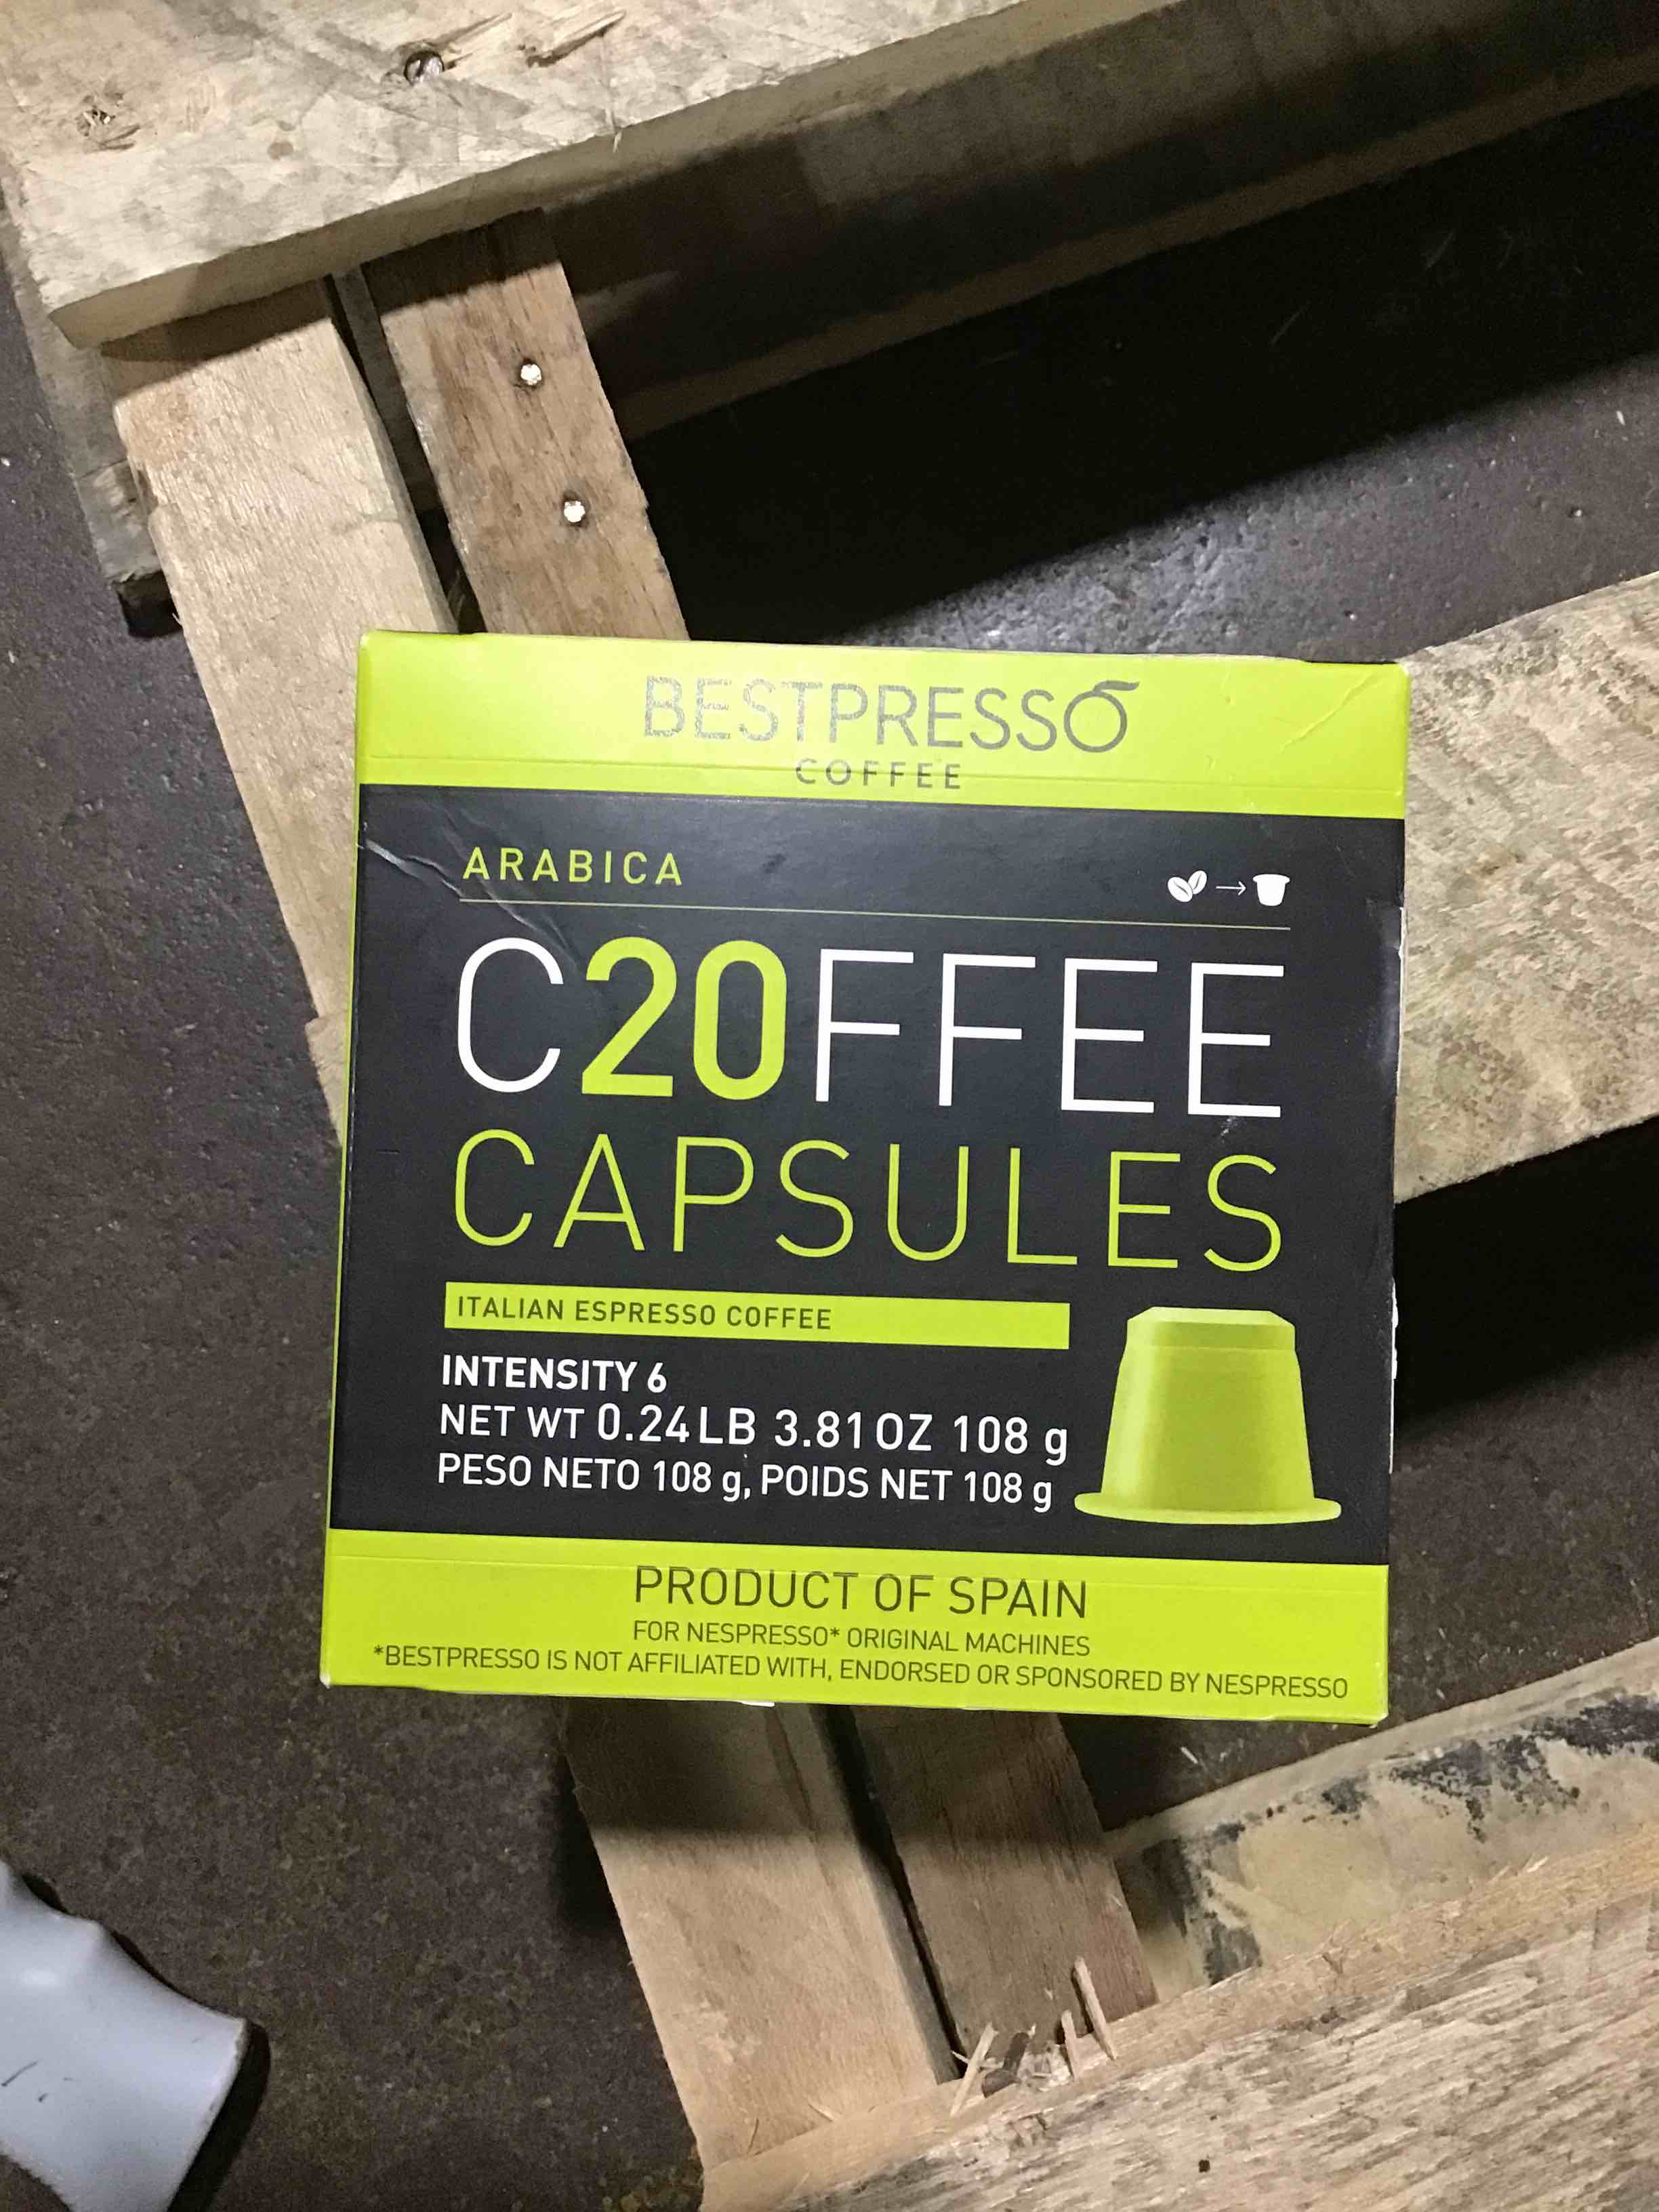 BESTPRESSO
COFFEE
ARABICA
C20FFEE
CAPSULES
ITALIAN ESPRESSO COFFEE
INTENSITY 6
NET WT 0.24 LB 3.81 OZ 108 g
PESO NETO 108 g, POIDS NET 108 g
PRODUCT OF SPAIN
FOR NESPRESSO* ORIGINAL MACHINES
*BESTPRESSO IS NOT AFFILIATED WITH, ENDORSED OR SPONSORED BY NESPRESSO